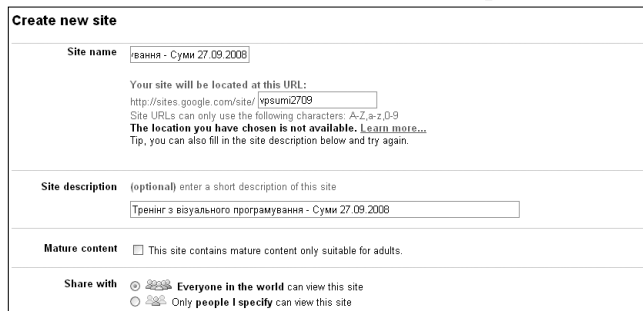 Create new site
Site name
вання - Суми 27.09.2008
Your site will be located at this URL:
http://sites.google.com/site/ vpsumi2709
Site URLs can only use the following characters: A-Z,a-z,0-9
The location you have chosen is not available. Learn more...
Tip, you can also fill in the site description below and try again.
Site description (optional) enter a short description of this site
Тренінг з візуального програмування - Суми 27.09.2008
Mature content This site contains mature content only suitable for adults.
Share with Everyone in the world can view this site
Only people I specify can view this site